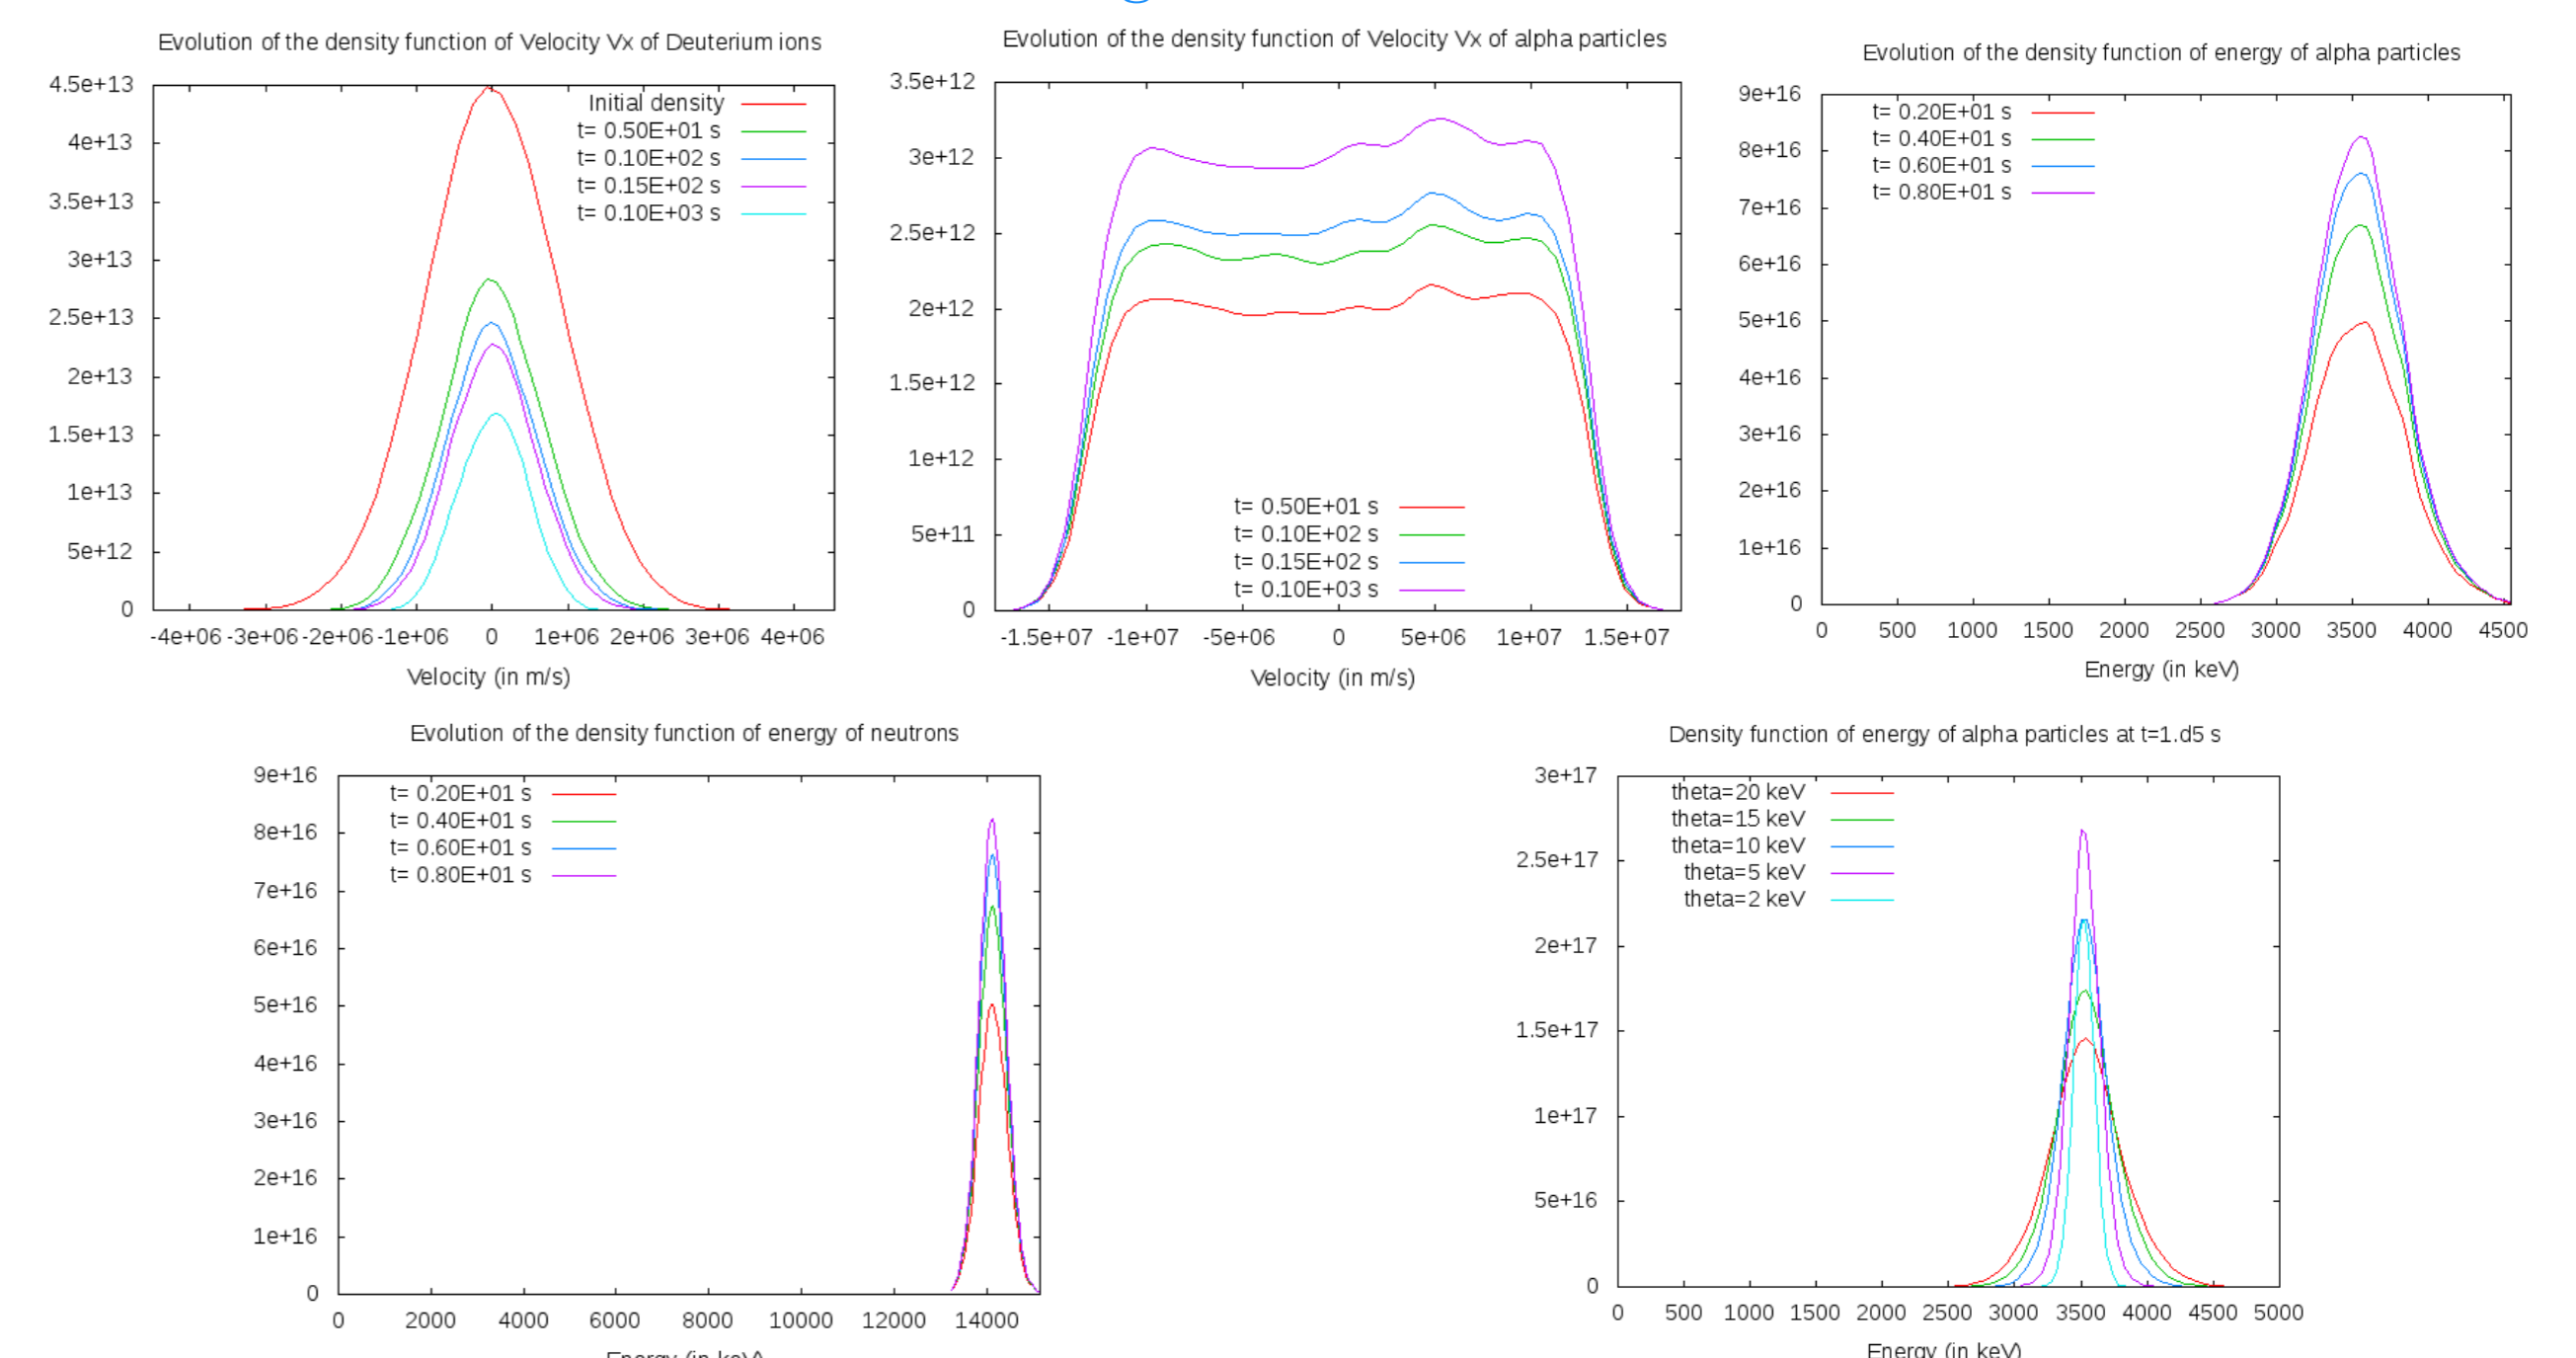 Evolution of the density function of Velocity Vx of Deuterium ions
4.5e+13
4e+13
3.5e+13
3e+13
2.5e+13
2e+13
1.5e+13
1e+13
5e+12
0
Initial density
t= 0.50E+01 s
t= 0.10E+02 s
t= 0.15E+02 s
t= 0.10E+03 s
-4e+06 -3e+06 -2e+06 -1e+06 0 1e+06 2e+06 3e+06 4e+06
Velocity (in m/s)
Evolution of the density function of Velocity Vx of alpha particles
3.5e+12
3e+12
2.5e+12
2e+12
1.5e+12
1e+12
5e+11
0
t= 0.50E+01 s
t= 0.10E+02 s
t= 0.15E+02 s
t= 0.10E+03 s
-1.5e+07 -1e+07 -5e+06 0 5e+06 1e+07 1.5e+07
Velocity (in m/s)
Evolution of the density function of energy of alpha particles
9e+16
8e+16
7e+16
6e+16
5e+16
4e+16
3e+16
2e+16
1e+16
0
t= 0.20E+01 s
t= 0.40E+01 s
t= 0.60E+01 s
t= 0.80E+01 s
0 500 1000 1500 2000 2500 3000 3500 4000 4500
Energy (in keV)
Evolution of the density function of energy of neutrons
9e+16
8e+16
7e+16
6e+16
5e+16
4e+16
3e+16
2e+16
1e+16
0
t= 0.20E+01 s
t= 0.40E+01 s
t= 0.60E+01 s
t= 0.80E+01 s
0 2000 4000 6000 8000 10000 12000 14000
Energy (in keV)
Density function of energy of alpha particles at t=1.d5 s
3e+17
2.5e+17
2e+17
1.5e+17
1e+17
5e+16
0
theta=20 keV
theta=15 keV
theta=10 keV
theta=5 keV
theta=2 keV
0 500 1000 1500 2000 2500 3000 3500 4000 4500 5000
Energy (in keV)